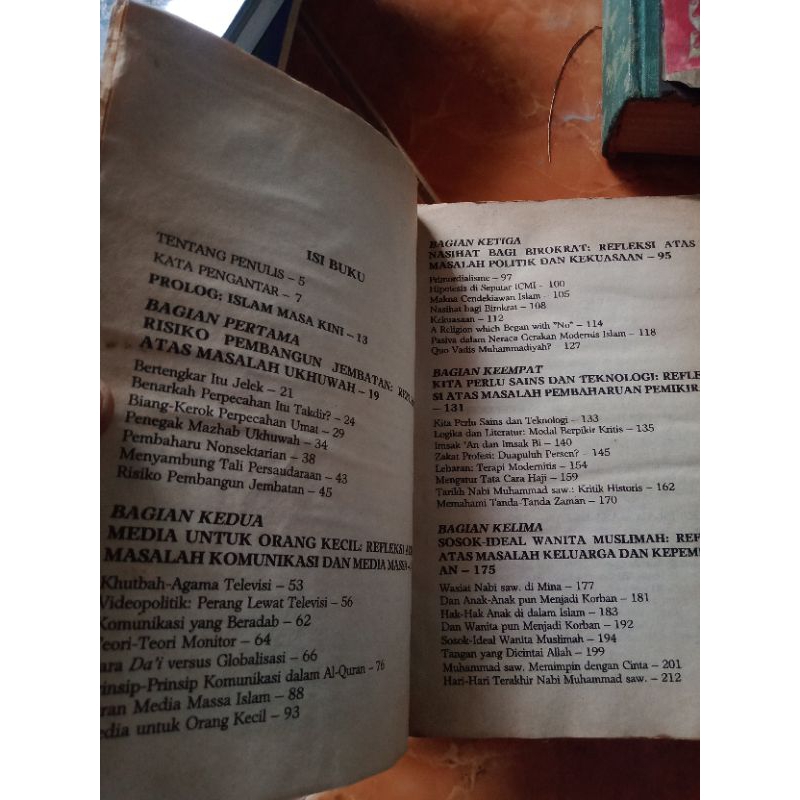 ISI BUKU
TENTANG PENULIS – 5
KATA PENGANTAR – 7
PROLOG: ISLAM MASA KINI – 13
BAGIAN PERTAMA
RISIKO PEMBANGUN JEMBATAN:
ATAS MASALAH UKHUWAH – 19
Bertengkar Itu Jelek – 21
Benarkah Perpecahan Itu Takdir? – 24
Biang-Kerok Perpecahan Umat – 29
Penegak Mazhab Ukhuwah – 34
Pembaharu Nonsektarian – 38
Menyambung Tali Persaudaraan – 43
Risiko Pembangun Jembatan – 45
BAGIAN KEDUA
MEDIA UNTUK ORANG KECIL: REFLEKSI
MASALAH KOMUNIKASI DAN MEDIA MASSA
Khutbah-Agama Televisi – 53
Videopolitik: Perang Lewat Televisi – 56
Komunikasi yang Beradab – 62
Teori-Teori Monitor – 64
ara Da'i versus Globalisasi – 66
rinsip-Prinsip Komunikasi dalam Al-Quran – 76
ran Media Massa Islam – 88
edia untuk Orang Kecil – 93
BAGIAN KETIGA
NASIHAT BAGI BIROKRAT: REFLEKSI ATAS
MASALAH POLITIK DAN KEKUASAAN – 95
Primordialisme – 97
Hipotesis di Seputar ICMI – 100
Makna Cendekiawan Islam – 105
Nasihat bagi Birokrat – 108
Kekuasaan – 112
A Religion which Began with "No" – 114
Pasiva dalam Neraca Gerakan Modernis Islam – 118
Quo Vadis Muhammadiyah? 127
BAGIAN KEEMPAT
KITA PERLU SAINS DAN TEKNOLOGI: REFLE
SI ATAS MASALAH PEMBAHARUAN PEMIKIRA
– 131
Kita Perlu Sains dan Teknologi – 133
Logika dan Literatur: Modal Berpikir Kritis – 135
Imsak 'An dan Imsak Bi – 140
Zakat Profesi: Duapuluh Persen? – 145
Lebaran: Terapi Modernitis – 154
Mengatur Tata Cara Haji – 159
Tarikh Nabi Muhammad saw.: Kritik Historis – 162
Memahami Tanda-Tanda Zaman – 170
BAGIAN KELIMA
SOSOK-IDEAL WANITA MUSLIMAH: REF
ATAS MASALAH KELUARGA DAN KEPEM
AN – 175
Wasiat Nabi saw. di Mina – 177
Dan Anak-Anak pun Menjadi Korban – 181
Hak-Hak Anak di dalam Islam – 183
Dan Wanita pun Menjadi Korban – 192
Sosok-Ideal Wanita Muslimah – 194
Tangan yang Dicintai Allah – 199
Muhammad saw. Memimpin dengan Cinta – 201
Hari-Hari Terakhir Nabi Muhammad saw. – 212